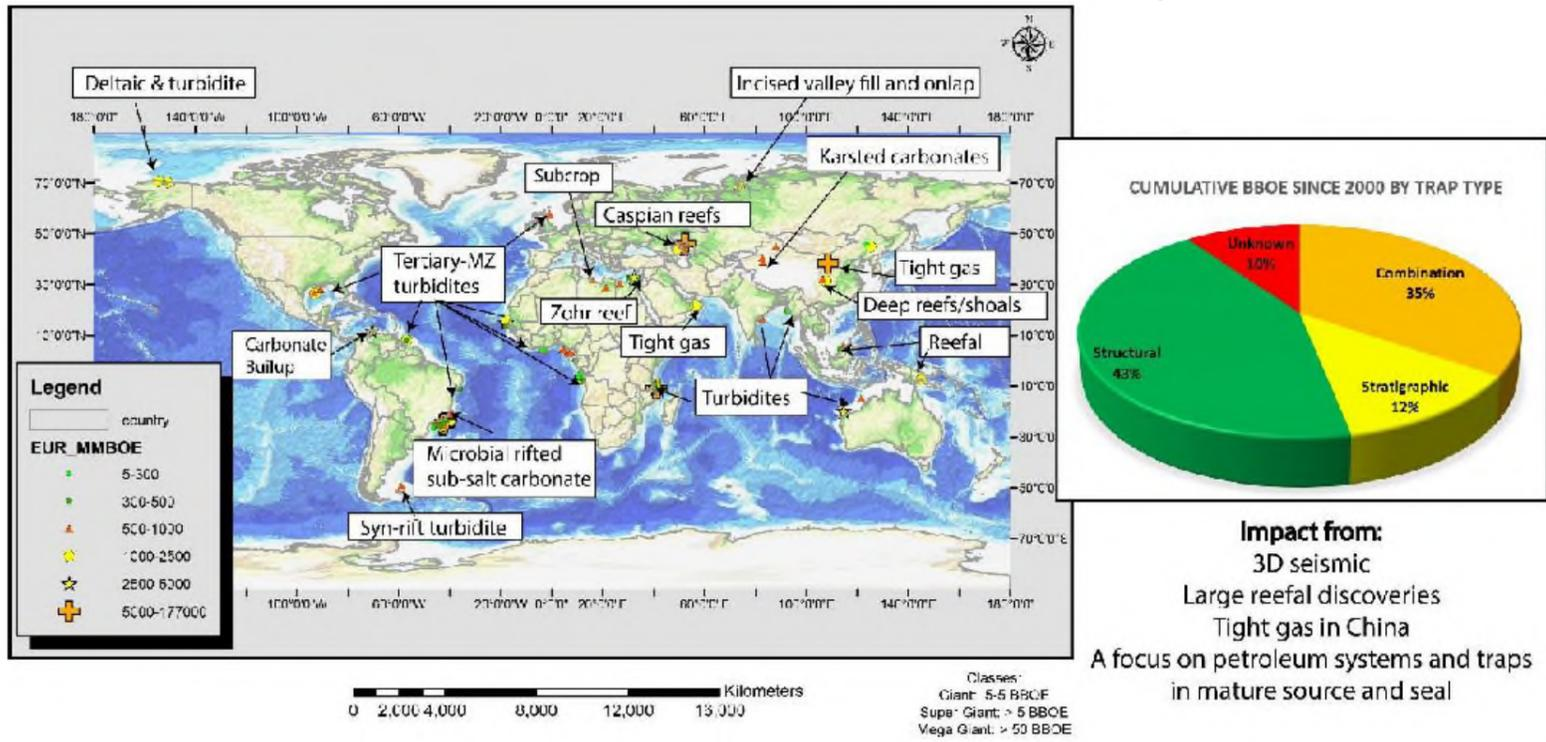 Deltaic & turbidite
Incised valley fill and onlap
Karsted carbonates
Subcrop
Caspian reefs
Tertiary-MZ
turbidites
Tight gas
Zohr reef
Deep reefs/shoals
Tight gas
Carbonate
Builup
Reefal
Turbidites
Microbial rifted
sub-salt carbonate
Syn-rift turbidite
Legend
country
EUR_MMBOE
5-300
300-500
500-1000
1000-2500
2500-5000
5000-177000
Kilometers
0 2,000 4,000 8,000 12,000 16,000
Classes:
Giant: .5-5 BBOE
Super Giant: > 5 BBOE
Mega Giant: > 50 BBOE
CUMULATIVE BBOE SINCE 2000 BY TRAP TYPE
Unknown
10%
Combination
35%
Structural
43%
Stratigraphic
12%
Impact from:
3D seismic
Large reefal discoveries
Tight gas in China
A focus on petroleum systems and traps
in mature source and seal